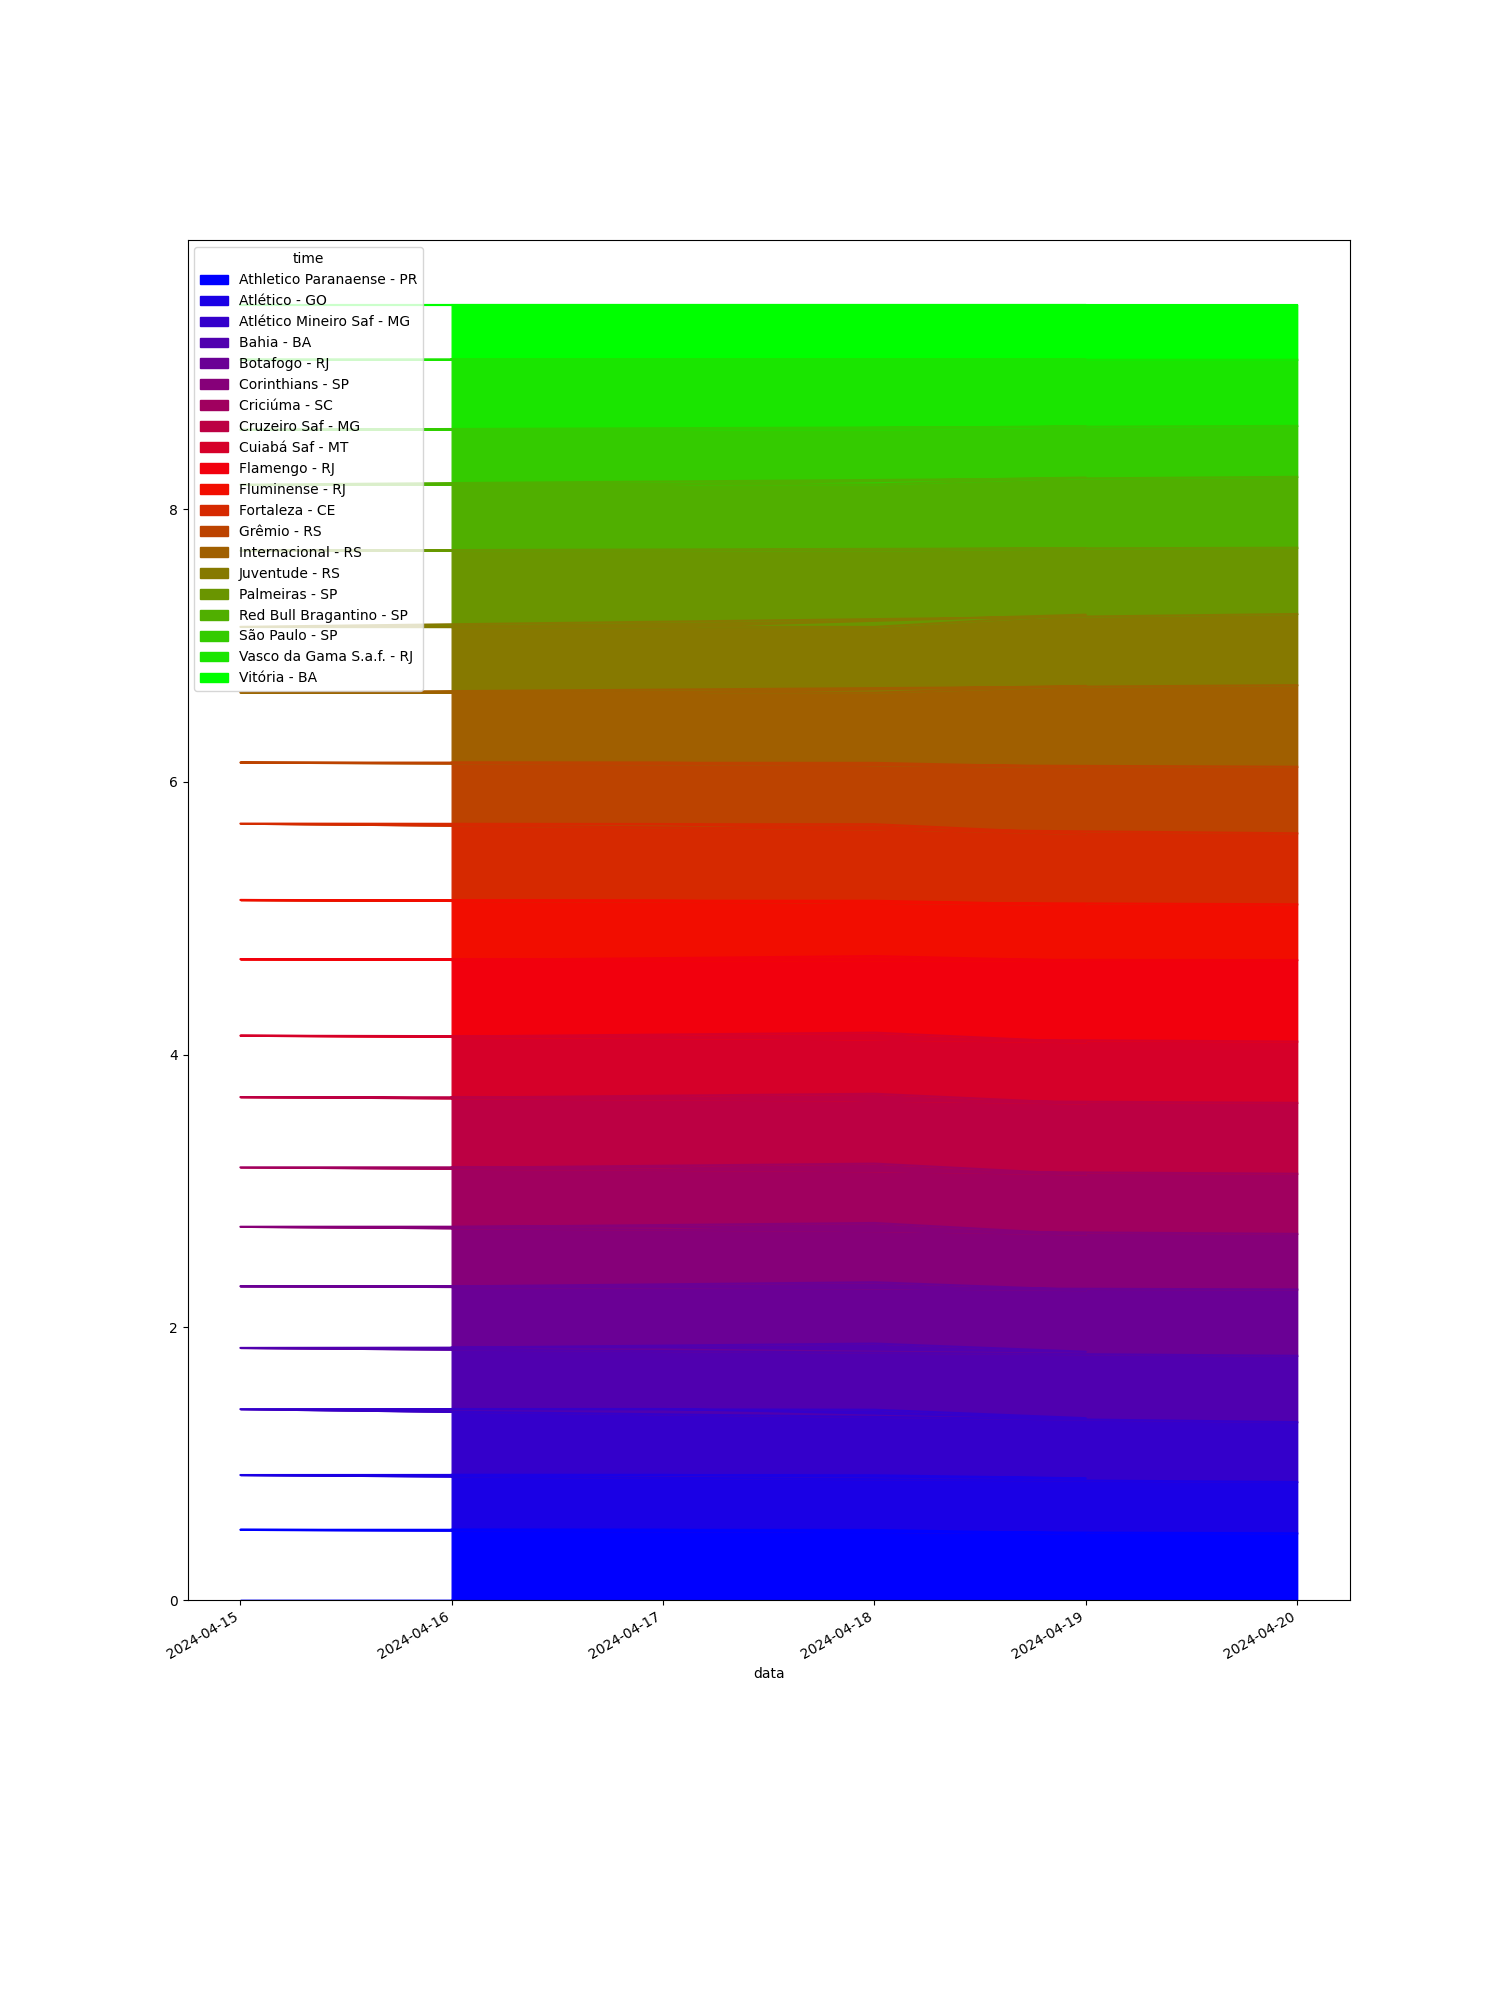 time
Athletico Paranaense - PR
Atlético - GO
Atlético Mineiro Saf - MG
Bahia - BA
Botafogo - RJ
Corinthians - SP
Criciúma - SC
Cruzeiro Saf - MG
Cuiabá Saf - MT
Flamengo - RJ
Fluminense - RJ
Fortaleza - CE
Grêmio - RS
Internacional - RS
Juventude - RS
Palmeiras - SP
Red Bull Bragantino - SP
São Paulo - SP
Vasco da Gama S.a.f. - RJ
Vitória - BA
8
6
4
2
0
2024-04-15
2024-04-16
2024-04-17
2024-04-18
2024-04-19
2024-04-20
data